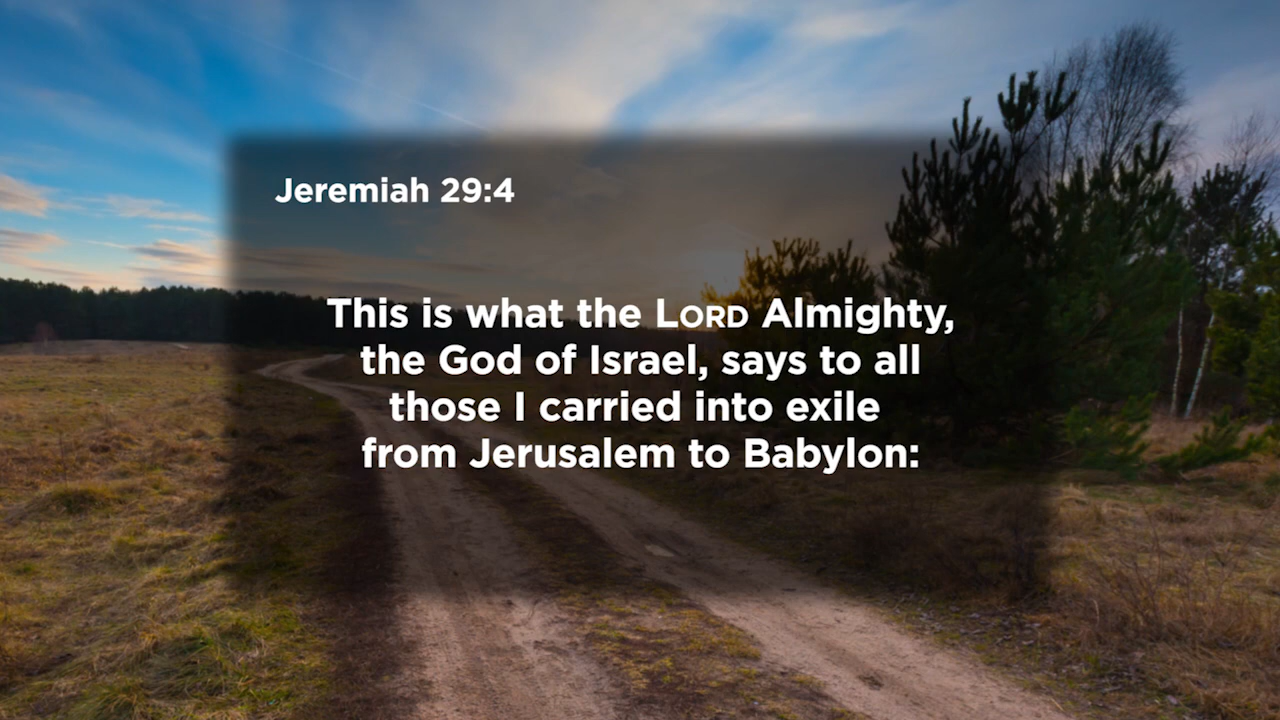 Jeremiah 29:4
This is what the LORD Almighty,
the God of Israel, says to all
those I carried into exile
from Jerusalem to Babylon: